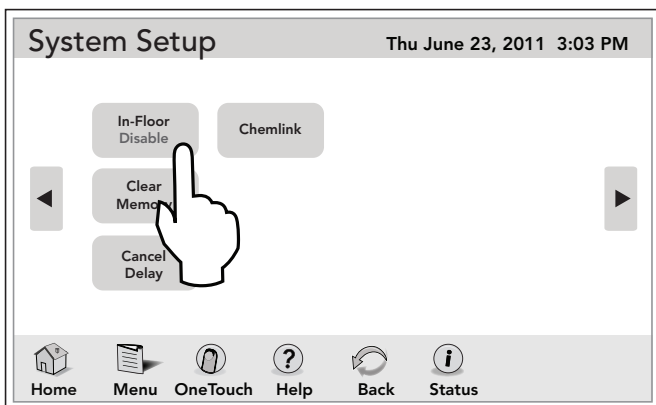 System Setup
Thu June 23, 2011 3:03 PM
In-Floor
Disable
Chemlink
Clear
Memory
Cancel
Delay
Home
Menu
OneTouch
Help
Back
Status